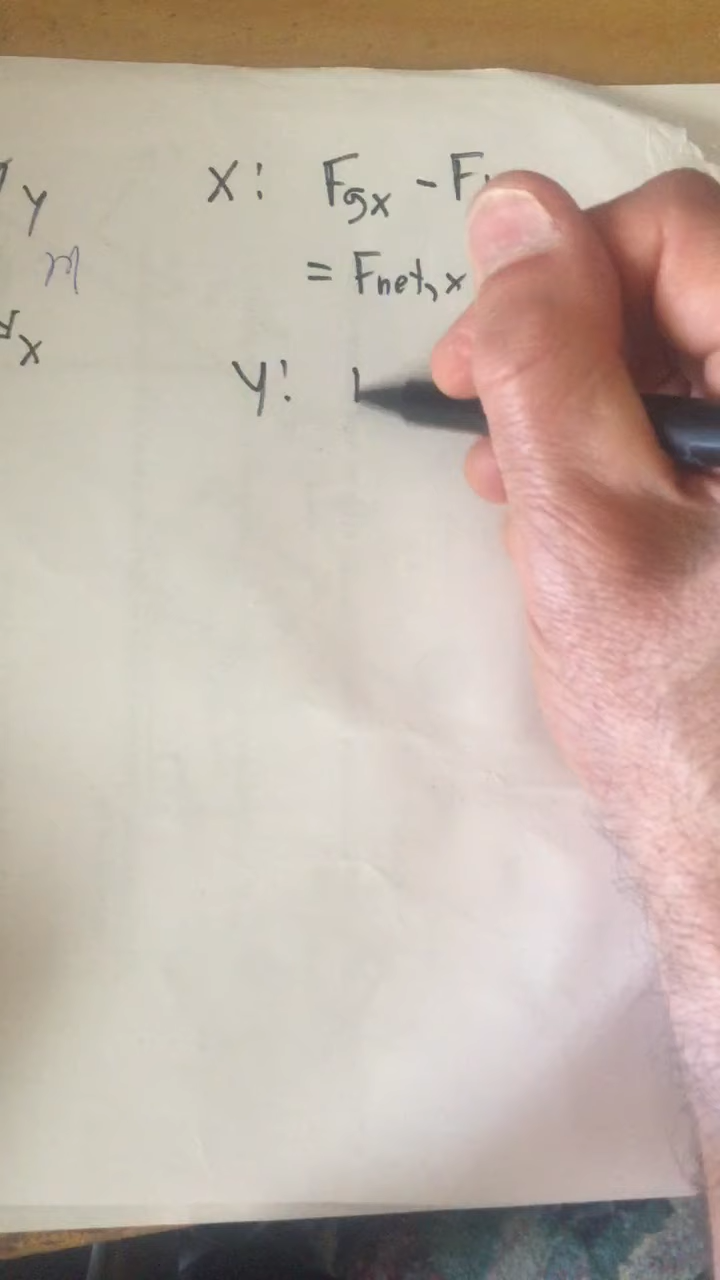 y
m
x
X: Fgx - F
= Fnet, x
Y: